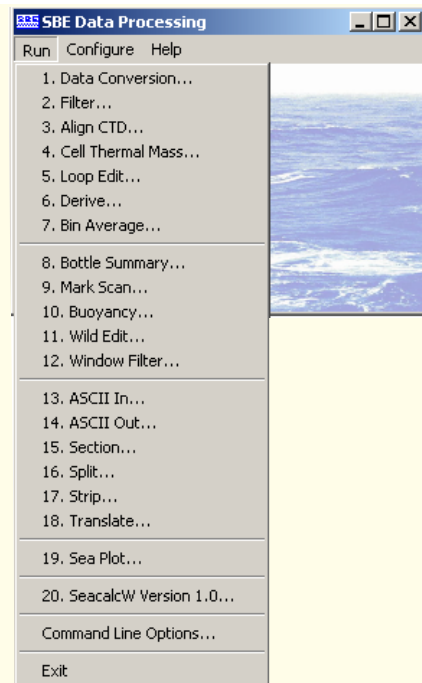 SBE SBE Data Processing
Run Configure Help
1. Data Conversion...
2. Filter...
3. Align CTD...
4. Cell Thermal Mass...
5. Loop Edit...
6. Derive...
7. Bin Average...
8. Bottle Summary...
9. Mark Scan...
10. Buoyancy...
11. Wild Edit...
12. Window Filter...
13. ASCII In...
14. ASCII Out...
15. Section...
16. Split...
17. Strip...
18. Translate...
19. Sea Plot...
20. SeacalcW Version 1.0...
Command Line Options...
Exit